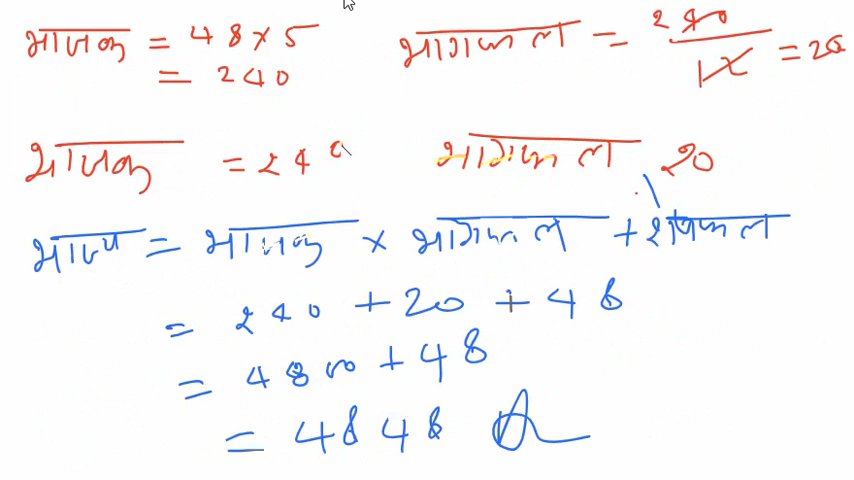 भाजक = 48 × 5 भागफल = 240/12 = 20
= 240
भाजक = 240 भागफल 20
भाज्य = भाजक × भागफल + शेषफल
= 240 + 20 + 48
= 4800 + 48
= 4848